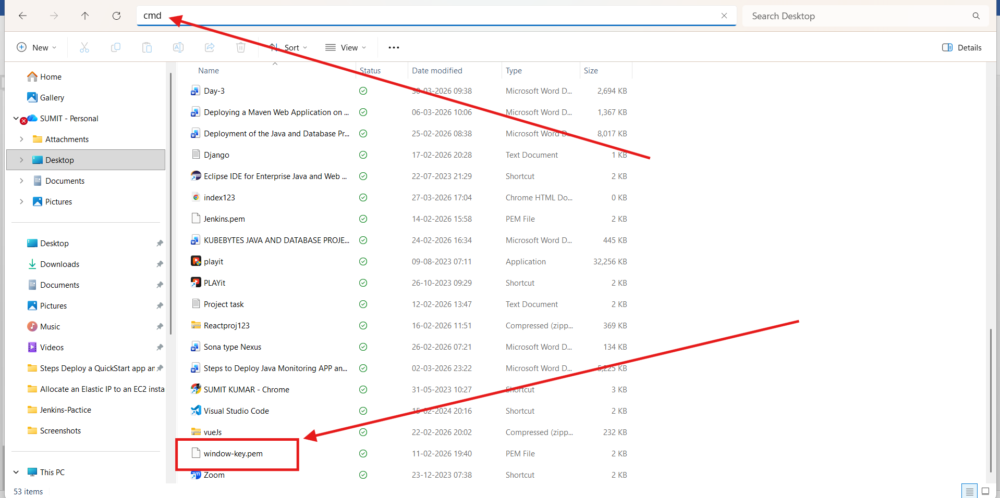 cmd
Search Desktop
New
Sort
View
Details
Home
Gallery
SUMIT - Personal
Attachments
Desktop
Documents
Pictures
Desktop
Downloads
Documents
Pictures
Music
Videos
Steps Deploy a QuickStart app an
Allocate an Elastic IP to an EC2 insta
Jenkins-Pactice
Screenshots
This PC
Name Status Date modified Type Size
Day-3 30-03-2026 09:38 Microsoft Word D... 2,694 KB
Deploying a Maven Web Application on ... 06-03-2026 10:06 Microsoft Word D... 1,367 KB
Deployment of the Java and Database Pr... 25-02-2026 08:38 Microsoft Word D... 8,017 KB
Django 17-02-2026 20:28 Text Document 1 KB
Eclipse IDE for Enterprise Java and Web ... 22-07-2023 21:29 Shortcut 2 KB
index123 27-03-2026 17:04 Chrome HTML Do... 0 KB
Jenkins.pem 14-02-2026 15:58 PEM File 2 KB
KUBEBYTES JAVA AND DATABASE PROJE... 24-02-2026 16:34 Microsoft Word D... 445 KB
playit 09-08-2023 07:11 Application 32,256 KB
PLAYit 26-10-2023 09:29 Shortcut 2 KB
Project task 12-02-2026 13:47 Text Document 2 KB
Reactproj123 16-02-2026 11:51 Compressed (zipp... 369 KB
Sona type Nexus 26-02-2026 07:21 Microsoft Word D... 134 KB
Steps to Deploy Java Monitoring APP an... 02-03-2026 23:22 Microsoft Word D... 5,225 KB
SUMIT KUMAR - Chrome 31-05-2023 10:27 Shortcut 3 KB
Visual Studio Code 15-02-2024 20:16 Shortcut 2 KB
vueJs 22-02-2026 20:02 Compressed (zipp... 232 KB
window-key.pem 11-02-2026 19:40 PEM File 2 KB
Zoom 23-12-2023 07:38 Shortcut 2 KB
53 items